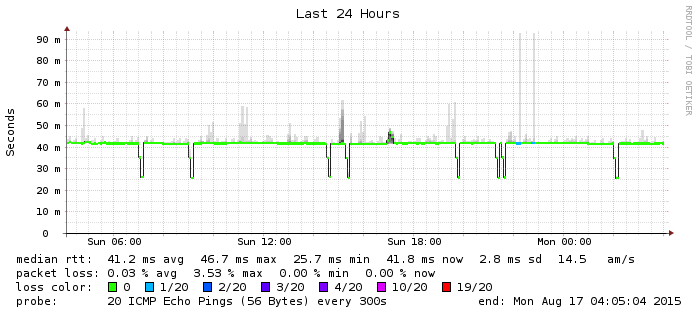 Last 24 Hours
RRDTOOL / TOBI OETIKER
Seconds
90 m
80 m
70 m
60 m
50 m
40 m
30 m
20 m
10 m
0
Sun 06:00 Sun 12:00 Sun 18:00 Mon 00:00
median rtt: 41.2 ms avg 46.7 ms max 25.7 ms min 41.8 ms now 2.8 ms sd 14.5 am/s
packet loss: 0.03 % avg 3.53 % max 0.00 % min 0.00 % now
loss color: 0 1/20 2/20 3/20 4/20 10/20 19/20
probe: 20 ICMP Echo Pings (56 Bytes) every 300s end: Mon Aug 17 04:05:04 2015